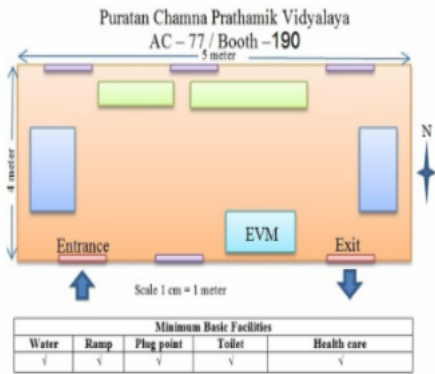 Puratan Chamna Prathamik Vidyalaya
AC – 77 / Booth –190
5 meter
4 meter
N
EVM
Entrance
Exit
Scale 1 cm = 1 meter
Minimum Basic Facilities
Water Ramp Plug point Toilet Health care
√ √ √ √ √